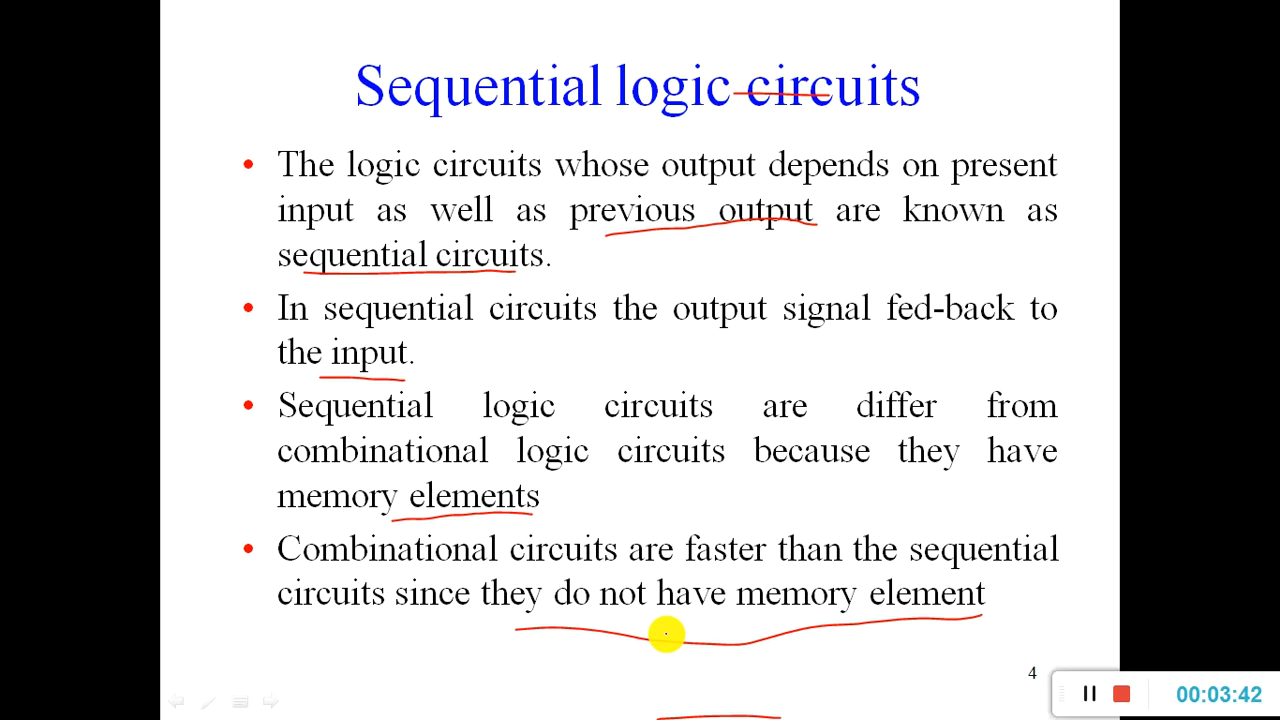 Sequential logic circuits
• The logic circuits whose output depends on present
input as well as previous output are known as
sequential circuits.
• In sequential circuits the output signal fed-back to
the input.
• Sequential logic circuits are differ from
combinational logic circuits because they have
memory elements
• Combinational circuits are faster than the sequential
circuits since they do not have memory element
4
00:03:42